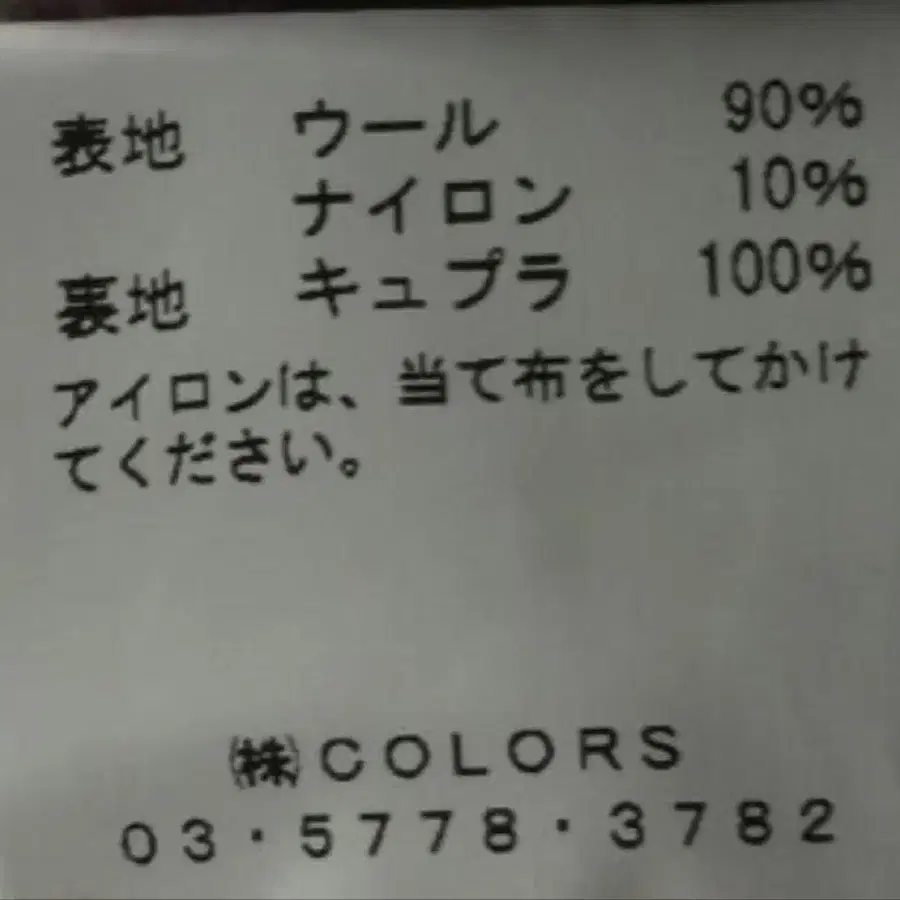 表地 ウール 90%
ナイロン 10%
裏地 キュプラ 100%
アイロンは、当て布をしてかけ
てください。
㈱COLORS
03・5778・3782